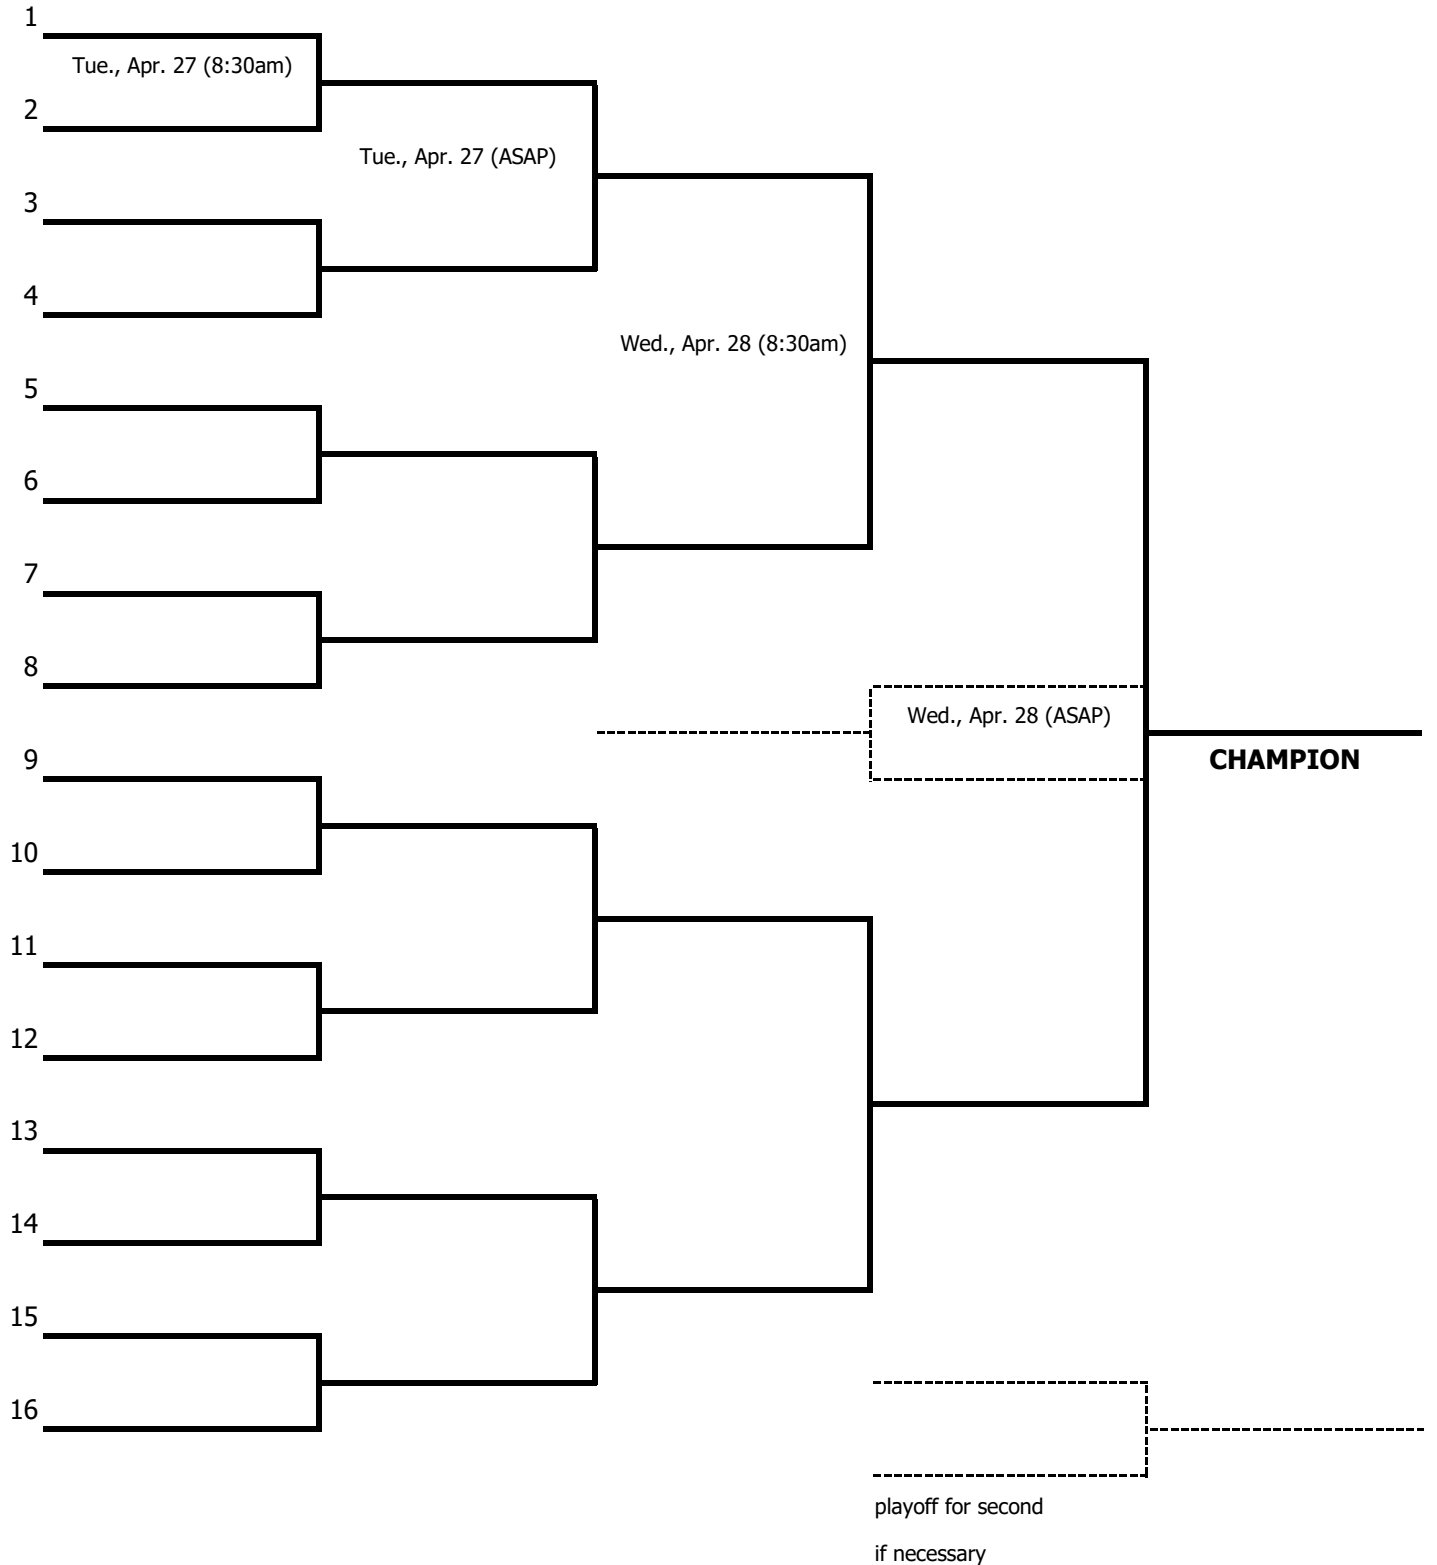 1
Tue., Apr. 27 (8:30am)
2
Tue., Apr. 27 (ASAP)
3
4
Wed., Apr. 28 (8:30am)
5
6
7
8
Wed., Apr. 28 (ASAP)
9
CHAMPION
10
11
12
13
14
15
16
playoff for second
if necessary